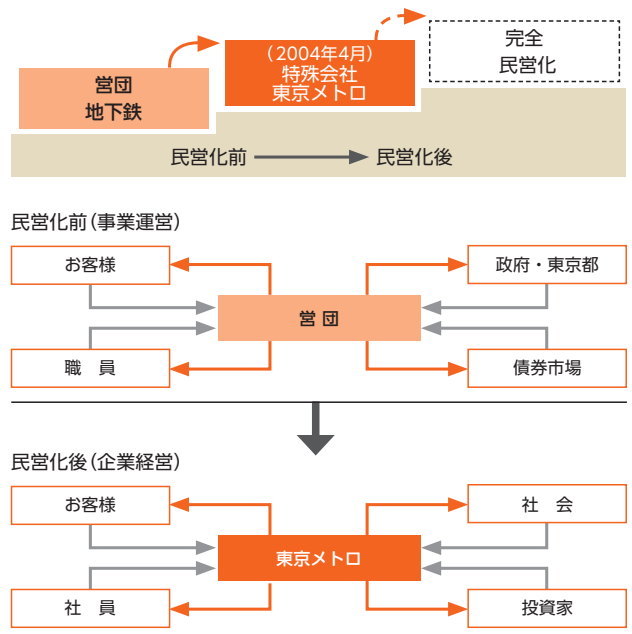 営団
地下鉄
（2004年4月）
特殊会社
東京メトロ
完全
民営化
民営化前
民営化後
民営化前（事業運営）
お客様
政府・東京都
営 団
職　員
債券市場
民営化後（企業経営）
お客様
社　会
東京メトロ
社　員
投資家